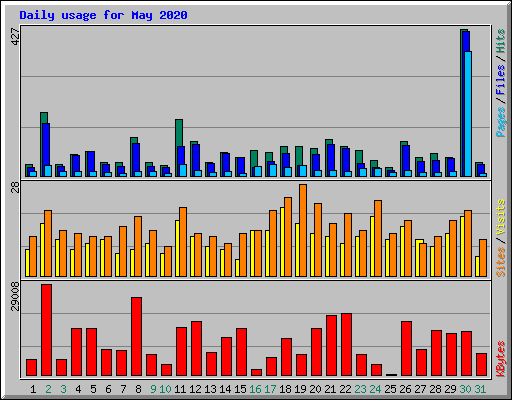 Daily usage for May 2020
427
Pages / Files / Hits
28
Sites / Visits
29008
KBytes
1 2 3 4 5 6 7 8 9 10 11 12 13 14 15 16 17 18 19 20 21 22 23 24 25 26 27 28 29 30 31